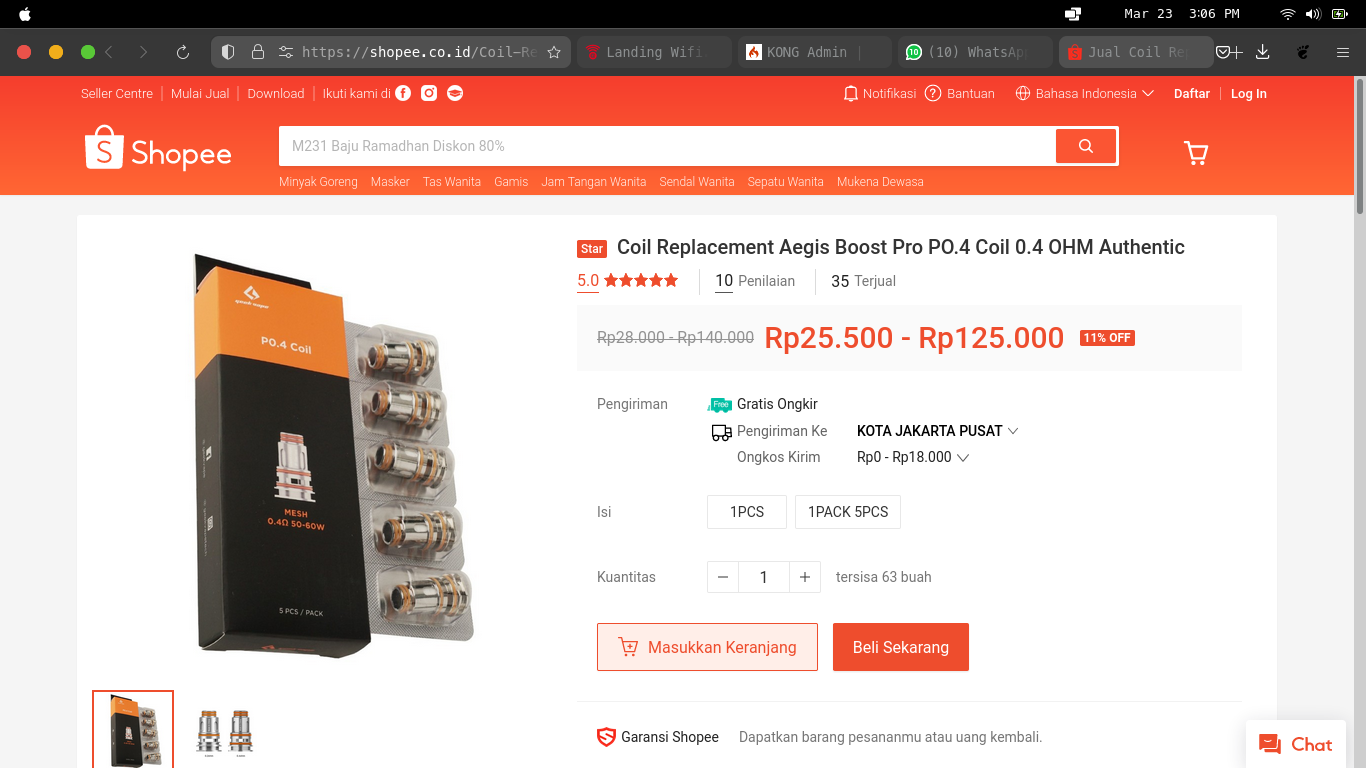 Mar 23 3:06 PM
https://shopee.co.id/Coil-Re
Landing Wifi
KONG Admin
(10) WhatsApp
Jual Coil Rep
Seller Centre | Mulai Jual | Download | Ikuti kami di
Notifikasi Bantuan Bahasa Indonesia Daftar | Log In
Shopee
M231 Baju Ramadhan Diskon 80%
Minyak Goreng Masker Tas Wanita Gamis Jam Tangan Wanita Sendal Wanita Sepatu Wanita Mukena Dewasa
Star Coil Replacement Aegis Boost Pro PO.4 Coil 0.4 OHM Authentic
5.0 10 Penilaian 35 Terjual
Rp28.000 - Rp140.000 Rp25.500 - Rp125.000 11% OFF
Pengiriman Free Gratis Ongkir
Pengiriman Ke KOTA JAKARTA PUSAT
Ongkos Kirim Rp0 - Rp18.000
Isi 1PCS 1PACK 5PCS
Kuantitas 1 tersisa 63 buah
Masukkan Keranjang Beli Sekarang
Garansi Shopee Dapatkan barang pesananmu atau uang kembali.
Chat
P0.4 Coil
MESH
0.4Ω 50-60W
5 PCS / PACK